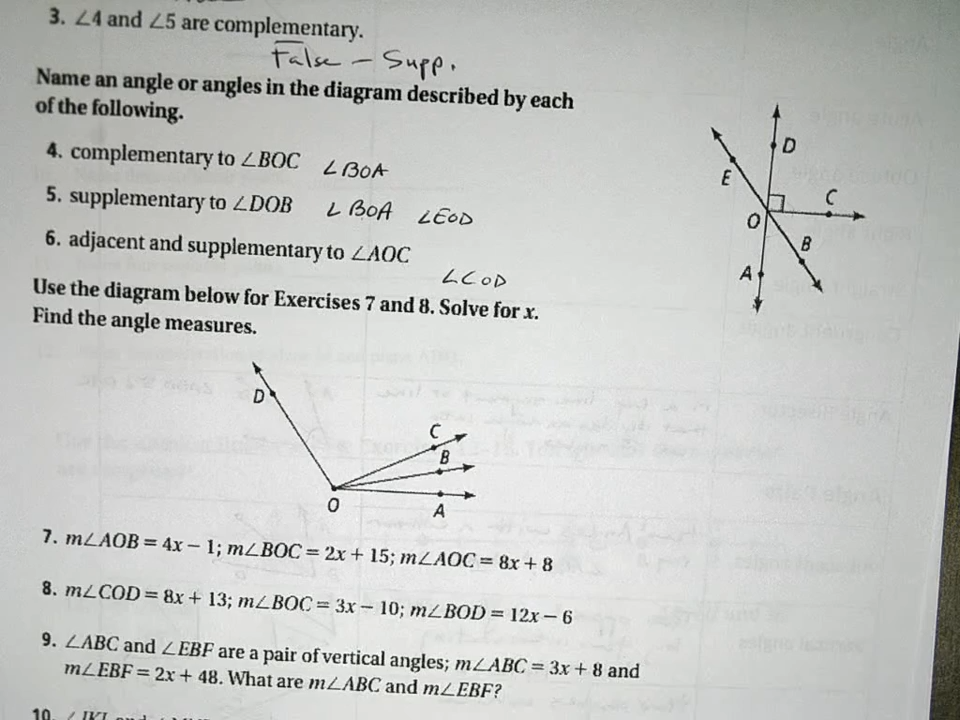 3. ∠4 and ∠5 are complementary.
False – Supp.
Name an angle or angles in the diagram described by each
of the following.
4. complementary to ∠BOC ∠BOA
5. supplementary to ∠DOB ∠BOA ∠EOD
6. adjacent and supplementary to ∠AOC
∠COD
D
E
C
O
B
A
Use the diagram below for Exercises 7 and 8. Solve for x.
Find the angle measures.
D
C
B
O
A
7. m∠AOB = 4x – 1; m∠BOC = 2x + 15; m∠AOC = 8x + 8
8. m∠COD = 8x + 13; m∠BOC = 3x – 10; m∠BOD = 12x – 6
9. ∠ABC and ∠EBF are a pair of vertical angles; m∠ABC = 3x + 8 and
m∠EBF = 2x + 48. What are m∠ABC and m∠EBF?
10.